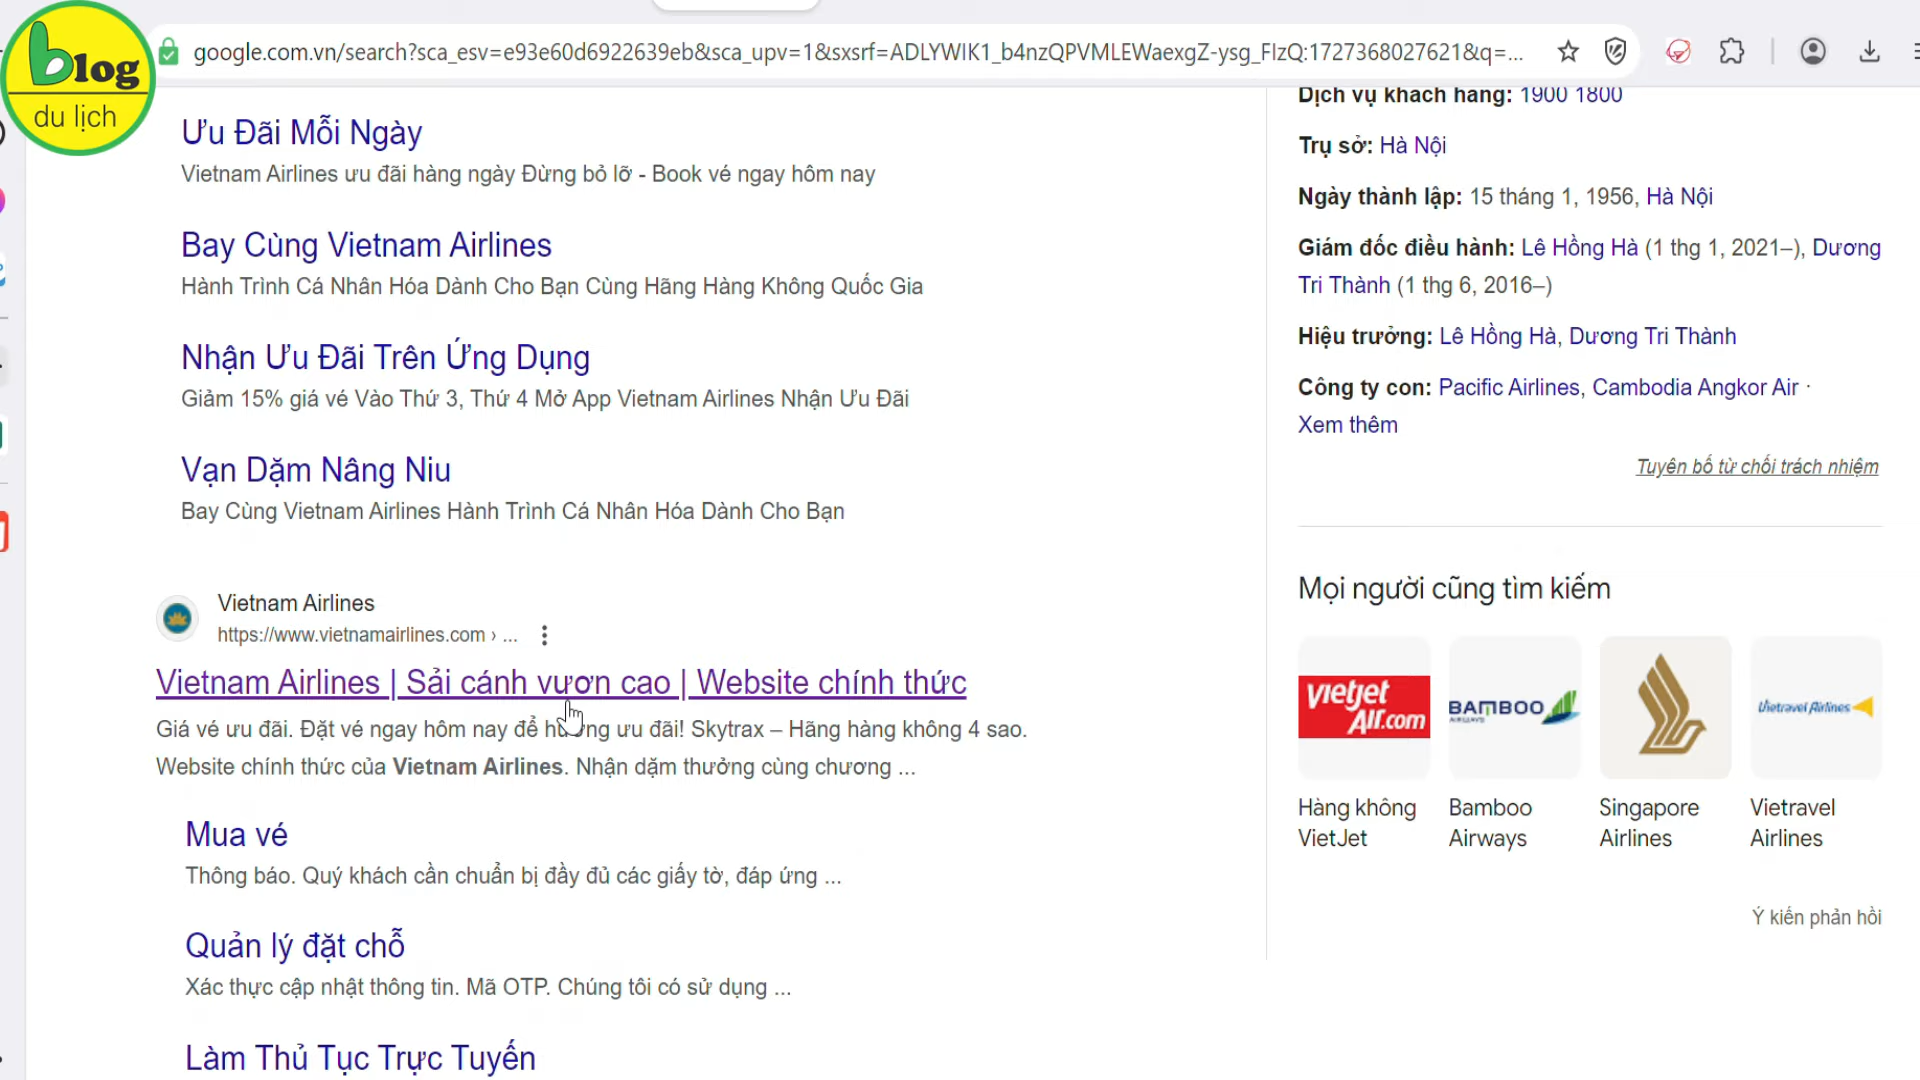 blog
du lịch
google.com.vn/search?sca_esv=e93e60d6922639eb&sca_upv=1&sxsrf=ADLYWIK1_b4nzQPVMLEWaexgZ-ysg_FIzQ:1727368027621&q=...
Ưu Đãi Mỗi Ngày
Vietnam Airlines ưu đãi hàng ngày Đừng bỏ lỡ - Book vé ngay hôm nay
Bay Cùng Vietnam Airlines
Hành Trình Cá Nhân Hóa Dành Cho Bạn Cùng Hãng Hàng Không Quốc Gia
Nhận Ưu Đãi Trên Ứng Dụng
Giảm 15% giá vé Vào Thứ 3, Thứ 4 Mở App Vietnam Airlines Nhận Ưu Đãi
Vạn Dặm Nâng Niu
Bay Cùng Vietnam Airlines Hành Trình Cá Nhân Hóa Dành Cho Bạn
Vietnam Airlines
https://www.vietnamairlines.com › ...
Vietnam Airlines | Sải cánh vươn cao | Website chính thức
Giá vé ưu đãi. Đặt vé ngay hôm nay để hưởng ưu đãi! Skytrax – Hãng hàng không 4 sao.
Website chính thức của Vietnam Airlines. Nhận dặm thưởng cùng chương ...
Mua vé
Thông báo. Quý khách cần chuẩn bị đầy đủ các giấy tờ, đáp ứng ...
Quản lý đặt chỗ
Xác thực cập nhật thông tin. Mã OTP. Chúng tôi có sử dụng ...
Làm Thủ Tục Trực Tuyến
Dịch vụ khách hàng: 1900 1800
Trụ sở: Hà Nội
Ngày thành lập: 15 tháng 1, 1956, Hà Nội
Giám đốc điều hành: Lê Hồng Hà (1 thg 1, 2021–), Dương
Tri Thành (1 thg 6, 2016–)
Hiệu trưởng: Lê Hồng Hà, Dương Tri Thành
Công ty con: Pacific Airlines, Cambodia Angkor Air ·
Xem thêm
Tuyên bố từ chối trách nhiệm
Mọi người cũng tìm kiếm
vietjet
Air.com
BAMBOO
AIRWAYS
Vietravel Airlines
Hàng không
VietJet
Bamboo
Airways
Singapore
Airlines
Vietravel
Airlines
Ý kiến phản hồi